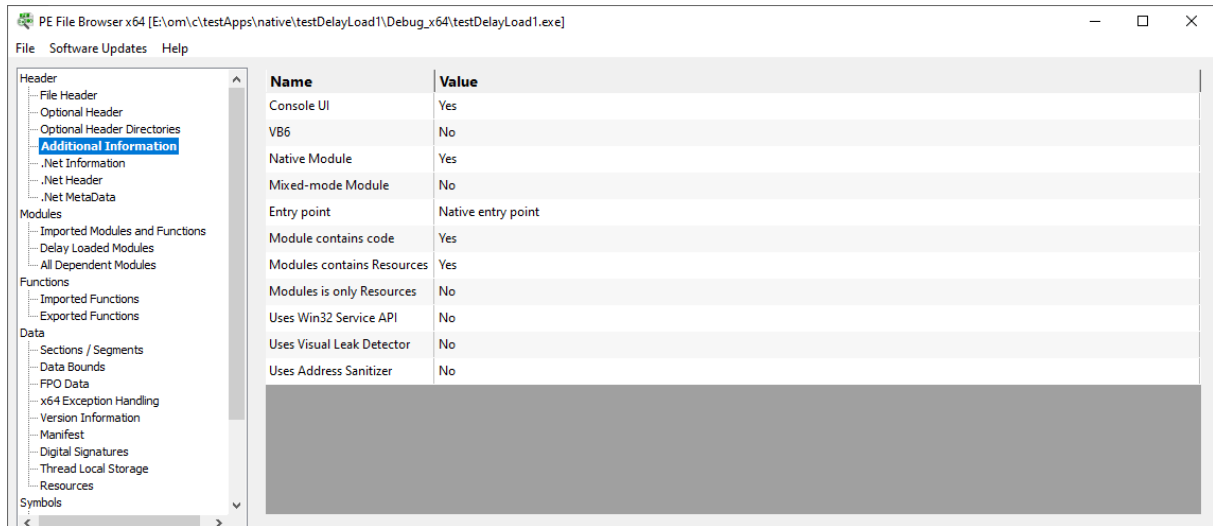 PE File Browser x64 [E:\om\c\testApps\native\testDelayLoad1\Debug_x64\testDelayLoad1.exe]
File Software Updates Help
Header
File Header
Optional Header
Optional Header Directories
Additional Information
.Net Information
.Net Header
.Net MetaData
Modules
Imported Modules and Functions
Delay Loaded Modules
All Dependent Modules
Functions
Imported Functions
Exported Functions
Data
Sections / Segments
Data Bounds
FPO Data
x64 Exception Handling
Version Information
Manifest
Digital Signatures
Thread Local Storage
Resources
Symbols
Name Value
Console UI Yes
VB6 No
Native Module Yes
Mixed-mode Module No
Entry point Native entry point
Module contains code Yes
Modules contains Resources Yes
Modules is only Resources No
Uses Win32 Service API No
Uses Visual Leak Detector No
Uses Address Sanitizer No